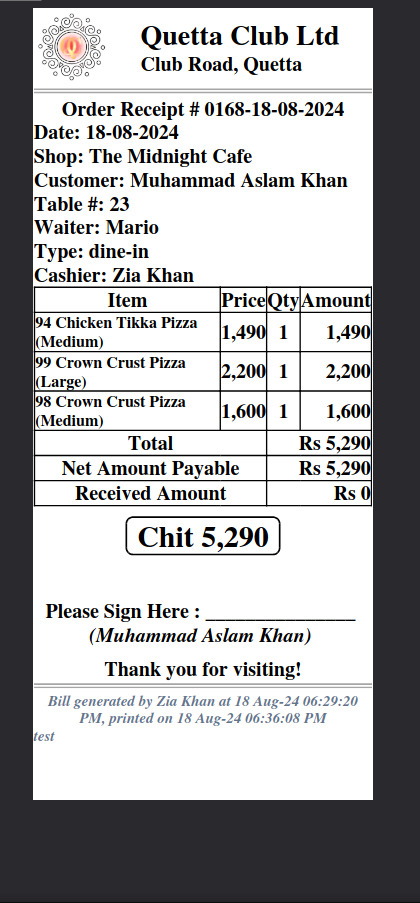 Quetta Club Ltd
Club Road, Quetta
Order Receipt # 0168-18-08-2024
Date: 18-08-2024
Shop: The Midnight Cafe
Customer: Muhammad Aslam Khan
Table #: 23
Waiter: Mario
Type: dine-in
Cashier: Zia Khan
Item Price Qty Amount
94 Chicken Tikka Pizza
(Medium) 1,490 1 1,490
99 Crown Crust Pizza
(Large) 2,200 1 2,200
98 Crown Crust Pizza
(Medium) 1,600 1 1,600
Total Rs 5,290
Net Amount Payable Rs 5,290
Received Amount Rs 0
Chit 5,290
Please Sign Here : _______________
(Muhammad Aslam Khan)
Thank you for visiting!
Bill generated by Zia Khan at 18 Aug-24 06:29:20
PM, printed on 18 Aug-24 06:36:08 PM
test